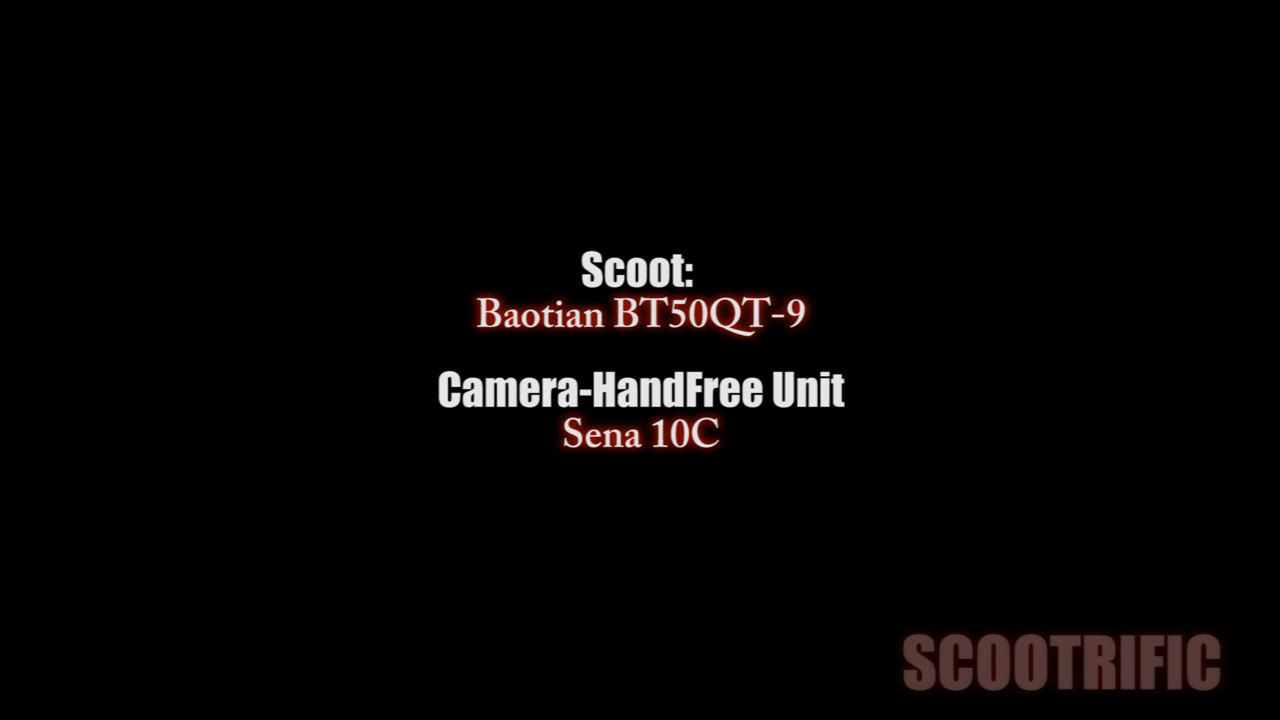 Scoot:
Baotian BT50QT-9
Camera-HandFree Unit
Sena 10C
SCOOTRIFIC